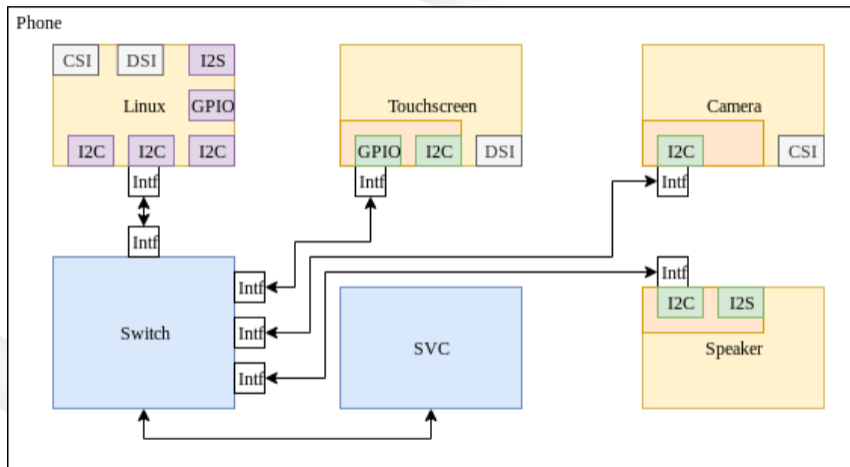 Phone
CSI
DSI
I2S
GPIO
Linux
I2C
I2C
I2C
Intf
Touchscreen
GPIO
I2C
DSI
Intf
Camera
I2C
CSI
Intf
Intf
Switch
Intf
Intf
Intf
SVC
Intf
I2C
I2S
Speaker